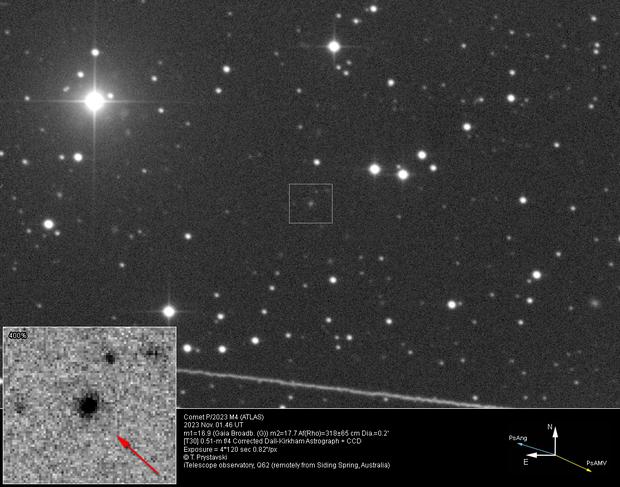 400%
Comet P/2023 M4 (ATLAS)
2023 Nov. 01.46 UT
m1=16.9 (Gaia Broadb. (G)) m2=17.7 Af(Rho)=318±65 cm Dia.=0.2'
[T30] 0.51-m f/4 Corrected Dall-Kirkham Astrograph + CCD
Exposure = 4*120 sec 0.82"/px
© T. Prystavski
iTelescope observatory, Q62 (remotely from Siding Spring, Australia)
N
PsAng
E
PsAMV